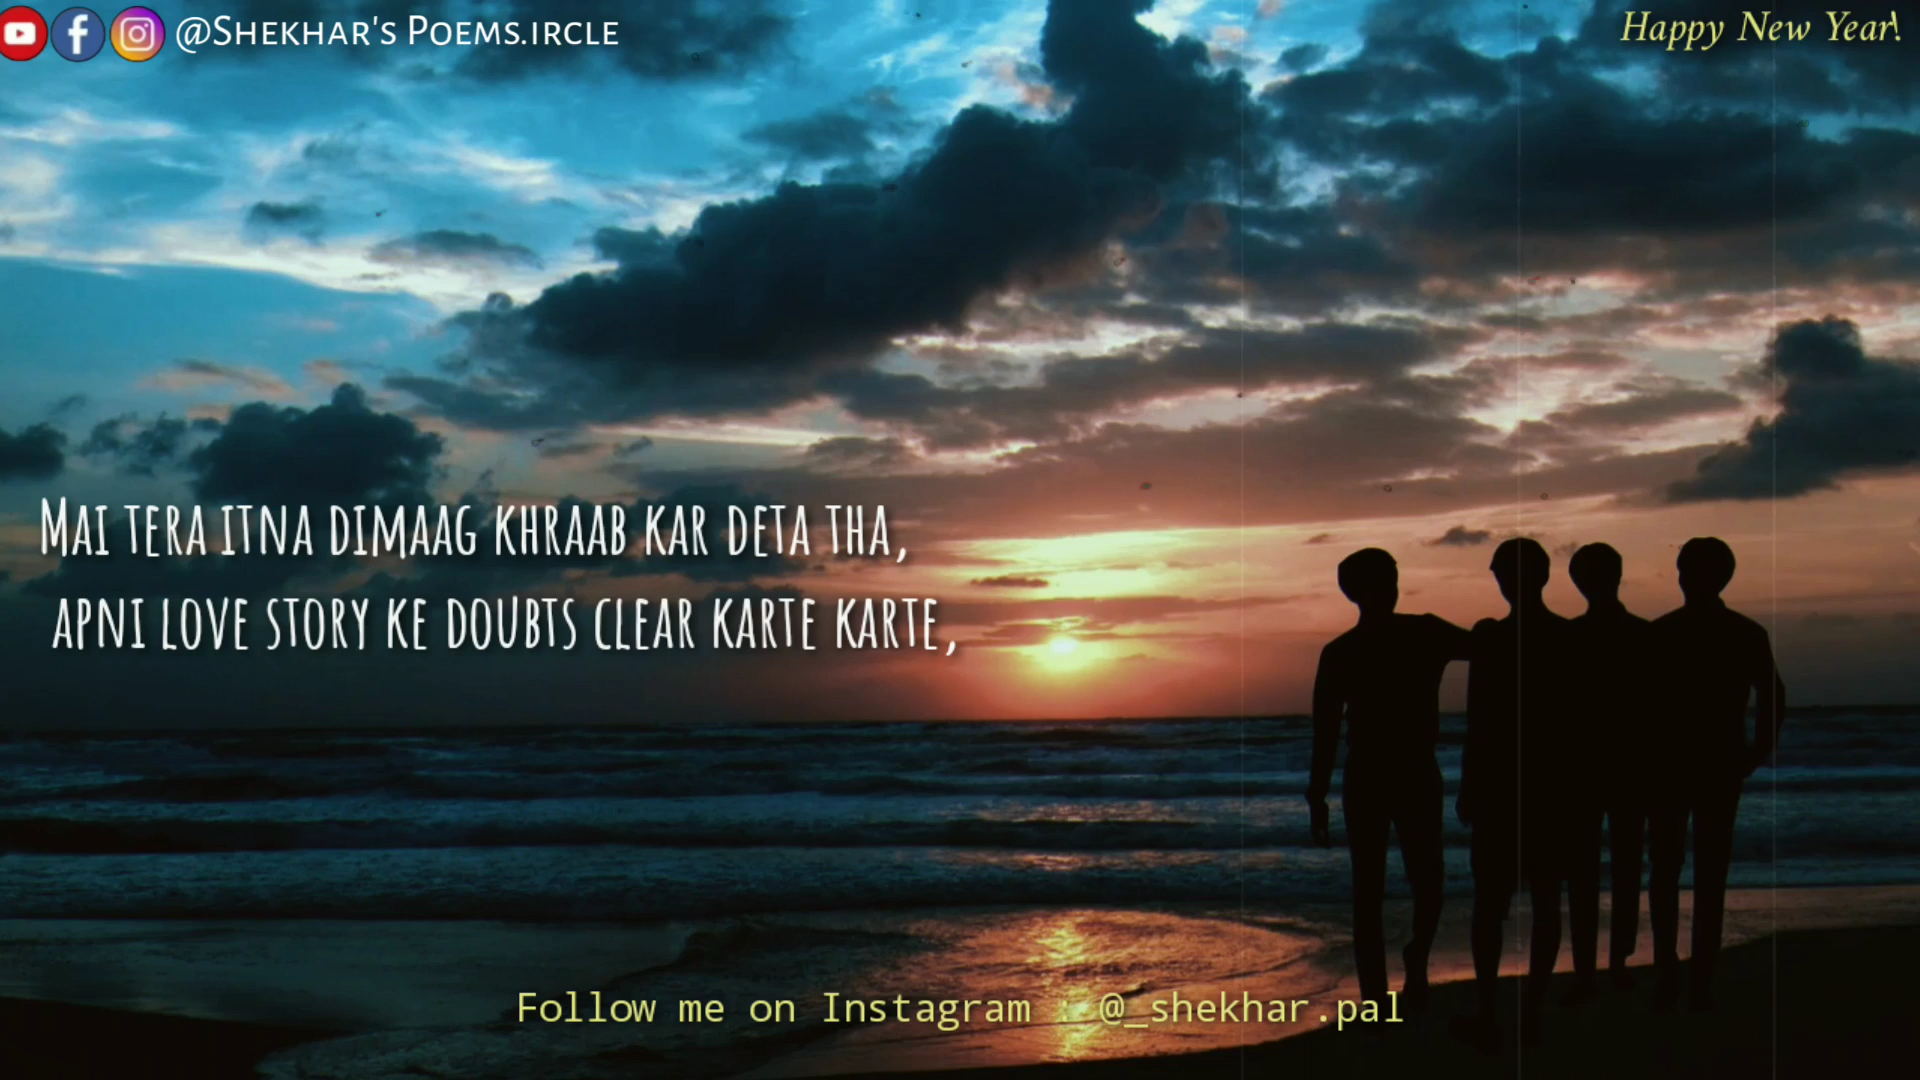 @Shekhar's Poems.ircle
Happy New Year!
Mai tera itna dimaag khraab kar deta tha,
apni love story ke doubts clear karte karte,
Follow me on Instagram : @_shekhar.pal